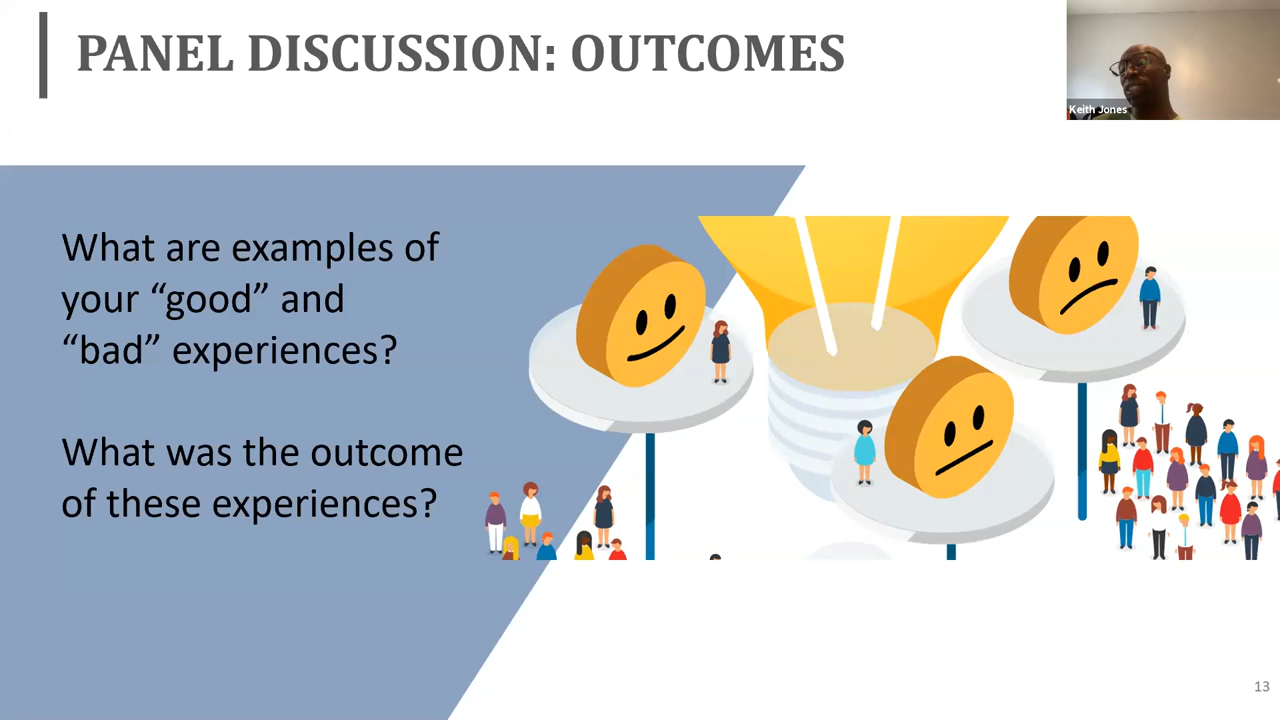 PANEL DISCUSSION: OUTCOMES
Keith Jones
What are examples of
your “good” and
“bad” experiences?
What was the outcome
of these experiences?
13